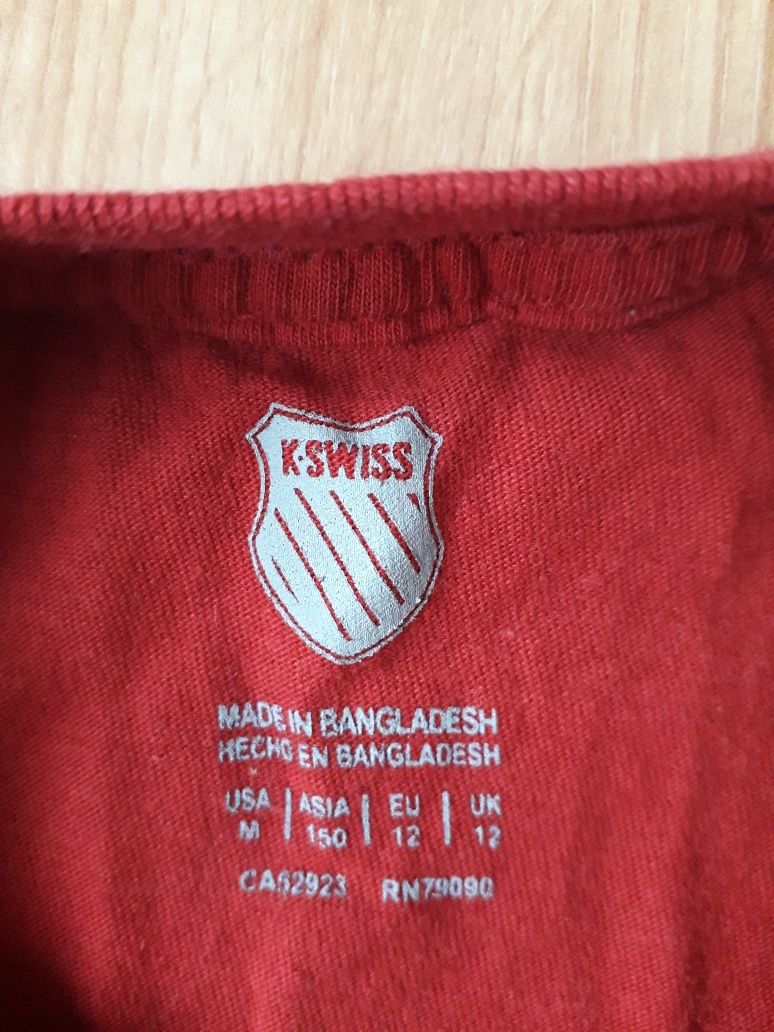 K·SWISS
MADE IN BANGLADESH
HECHO EN BANGLADESH
USA | ASIA | EU | UK
M | 150 | 12 | 12
CA62923 RN79090